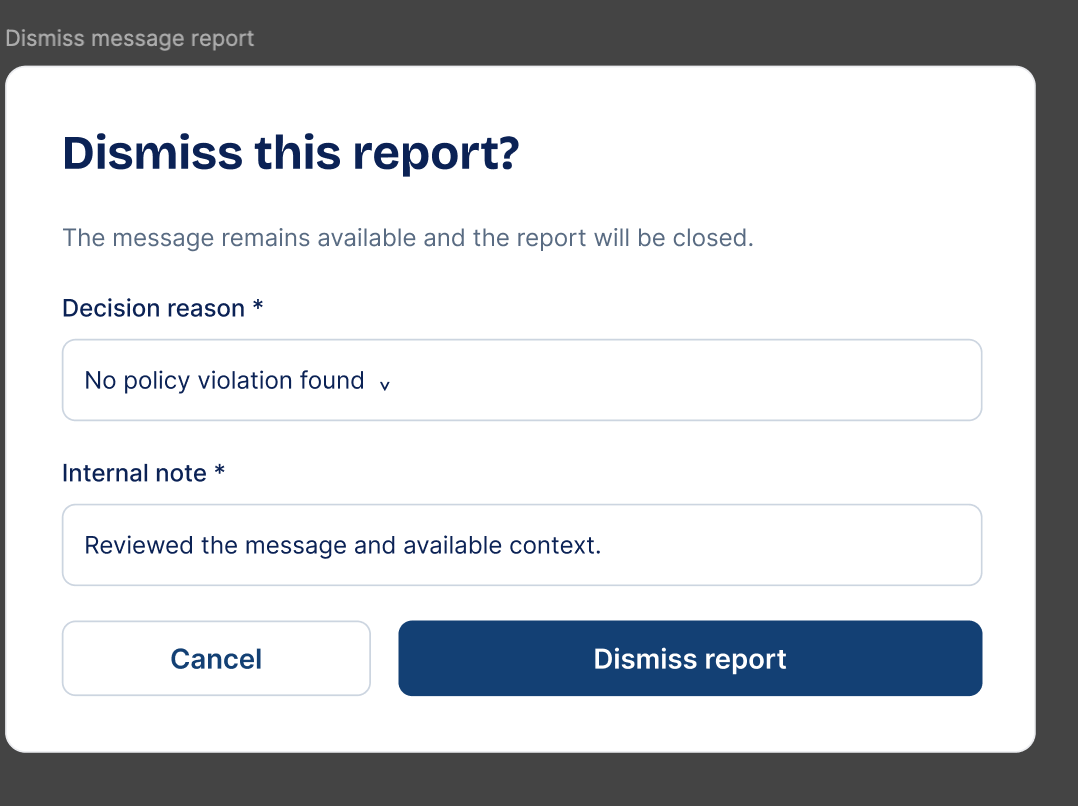 Dismiss message report
Dismiss this report?
The message remains available and the report will be closed.
Decision reason *
No policy violation found
Internal note *
Reviewed the message and available context.
Cancel
Dismiss report